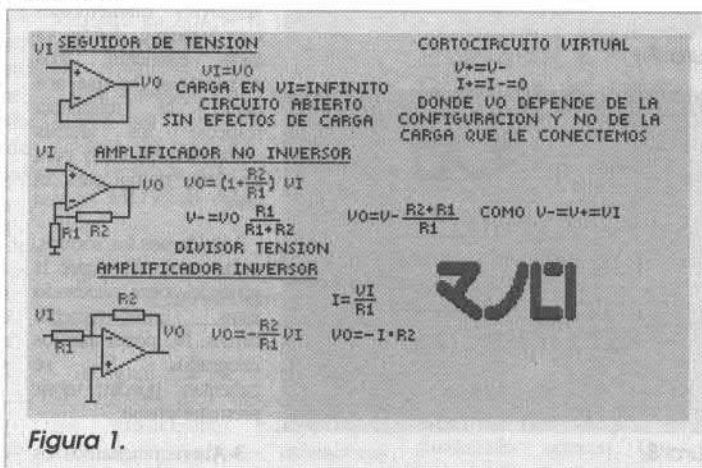 SEGUIDOR DE TENSION
VI
VO
VI=VO
CARGA EN VI=INFINITO
CIRCUITO ABIERTO
SIN EFECTOS DE CARGA
CORTOCIRCUITO VIRTUAL
V+=V-
I+=I-=0
DONDE VO DEPENDE DE LA
CONFIGURACION Y NO DE LA
CARGA QUE LE CONECTEMOS
AMPLIFICADOR NO INVERSOR
VI
VO
R1 R2
VO=(1+R2/R1) VI
V-=VO R1/R1+R2
DIVISOR TENSION
VO=V- R2+R1/R1 COMO V-=V+=VI
AMPLIFICADOR INVERSOR
VI
R1
R2
VO
VO=-R2/R1 VI
I=VI/R1
VO=-I·R2
Figura 1.